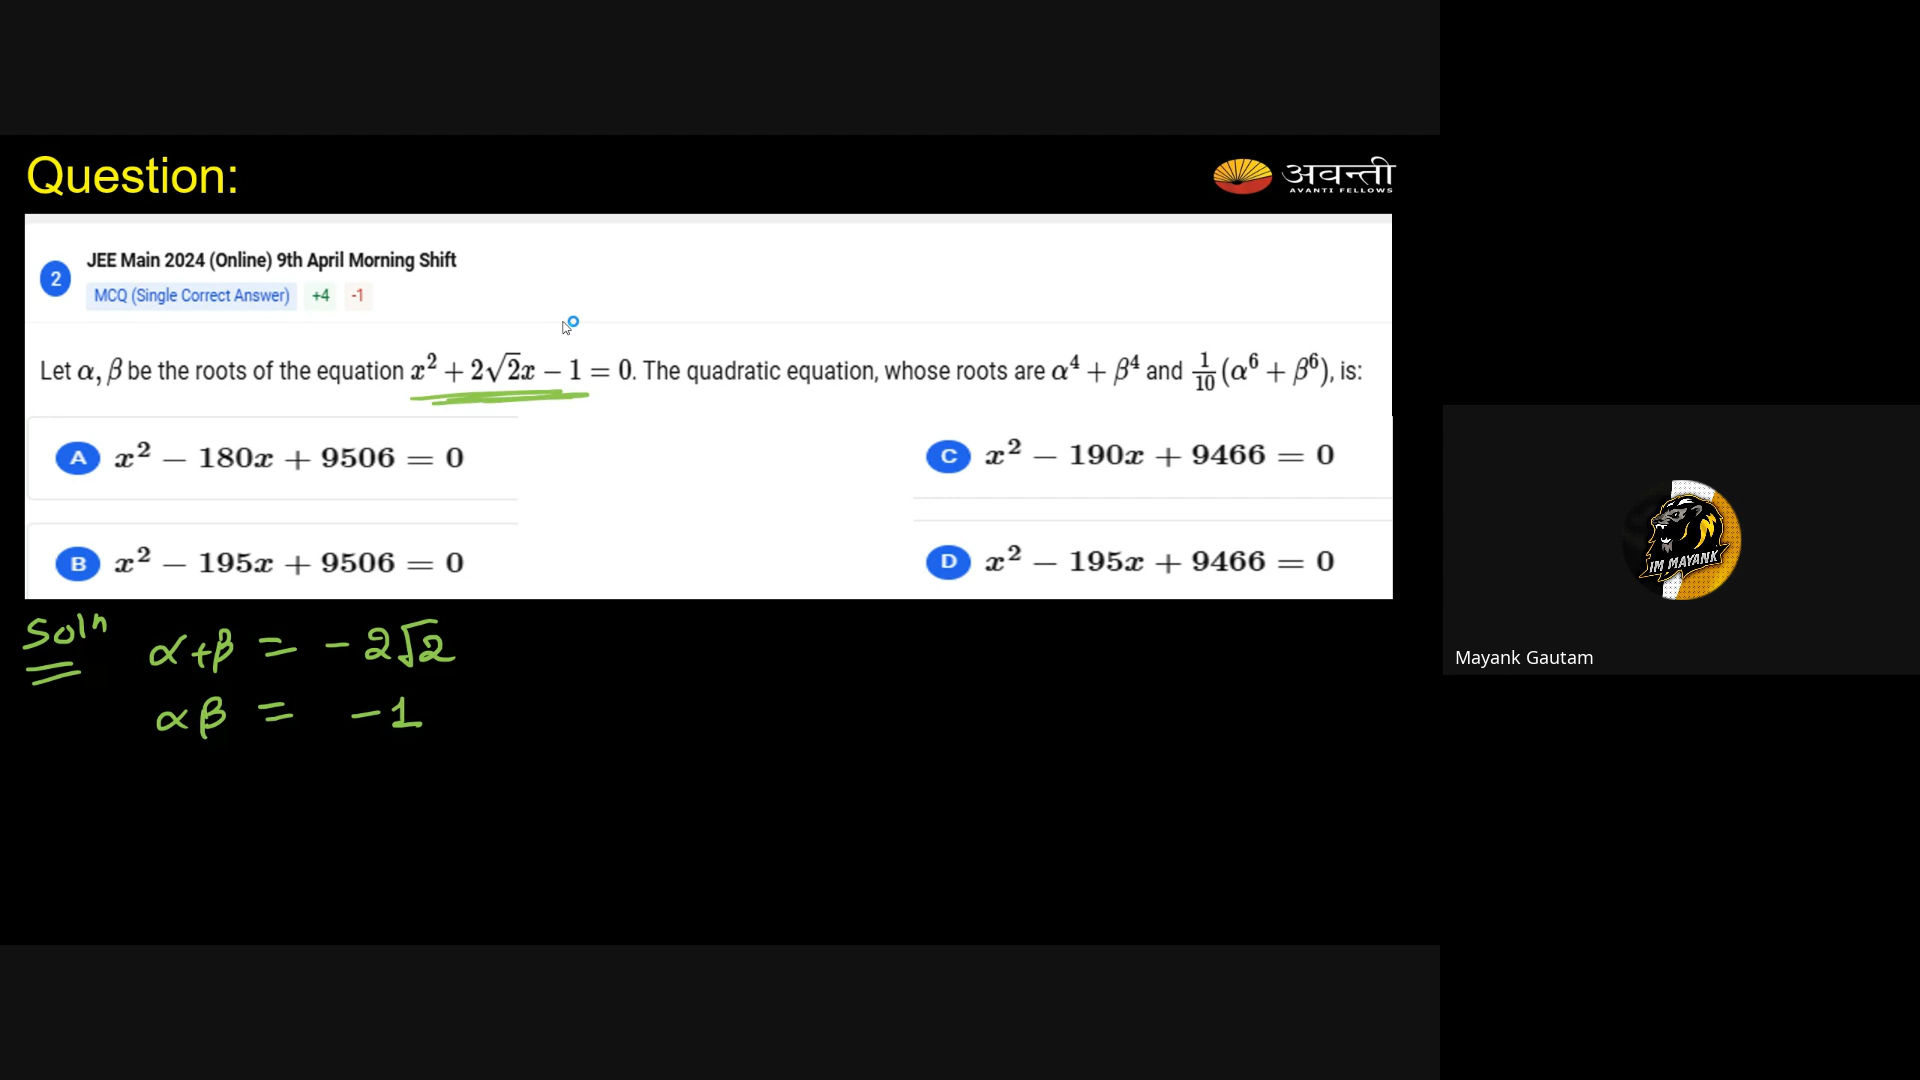 Question:
अवन्ती
AVANTI FELLOWS
2
JEE Main 2024 (Online) 9th April Morning Shift
MCQ (Single Correct Answer) +4 -1
Let α, β be the roots of the equation x² + 2√2x − 1 = 0. The quadratic equation, whose roots are α⁴ + β⁴ and 1/10(α⁶ + β⁶), is:
A x² − 180x + 9506 = 0
C x² − 190x + 9466 = 0
B x² − 195x + 9506 = 0
D x² − 195x + 9466 = 0
Solⁿ α+β = -2√2
αβ = -1
IM MAYANK
Mayank Gautam